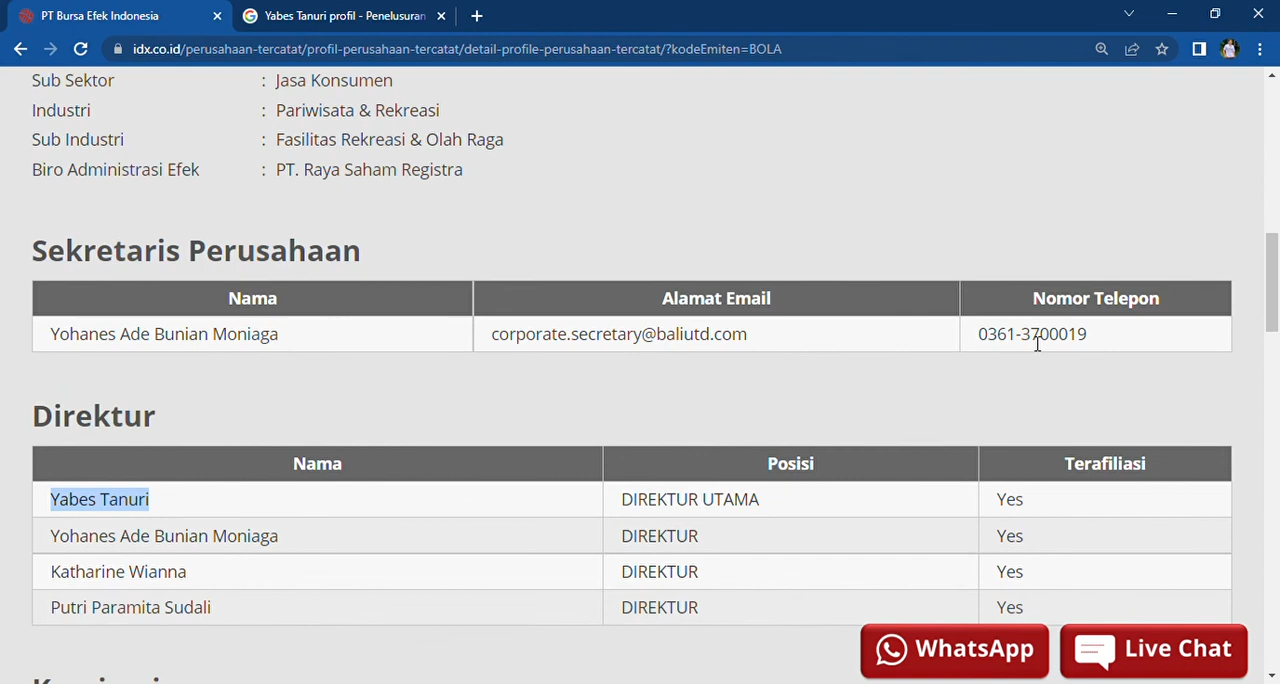 PT Bursa Efek Indonesia
Yabes Tanuri profil - Penelusuran
idx.co.id/perusahaan-tercatat/profil-perusahaan-tercatat/detail-profile-perusahaan-tercatat/?kodeEmiten=BOLA
Sub Sektor : Jasa Konsumen
Industri : Pariwisata & Rekreasi
Sub Industri : Fasilitas Rekreasi & Olah Raga
Biro Administrasi Efek : PT. Raya Saham Registra
Sekretaris Perusahaan
Nama Alamat Email Nomor Telepon
Yohanes Ade Bunian Moniaga corporate.secretary@baliutd.com 0361-3700019
Direktur
Nama Posisi Terafiliasi
Yabes Tanuri DIREKTUR UTAMA Yes
Yohanes Ade Bunian Moniaga DIREKTUR Yes
Katharine Wianna DIREKTUR Yes
Putri Paramita Sudali DIREKTUR Yes
WhatsApp Live Chat